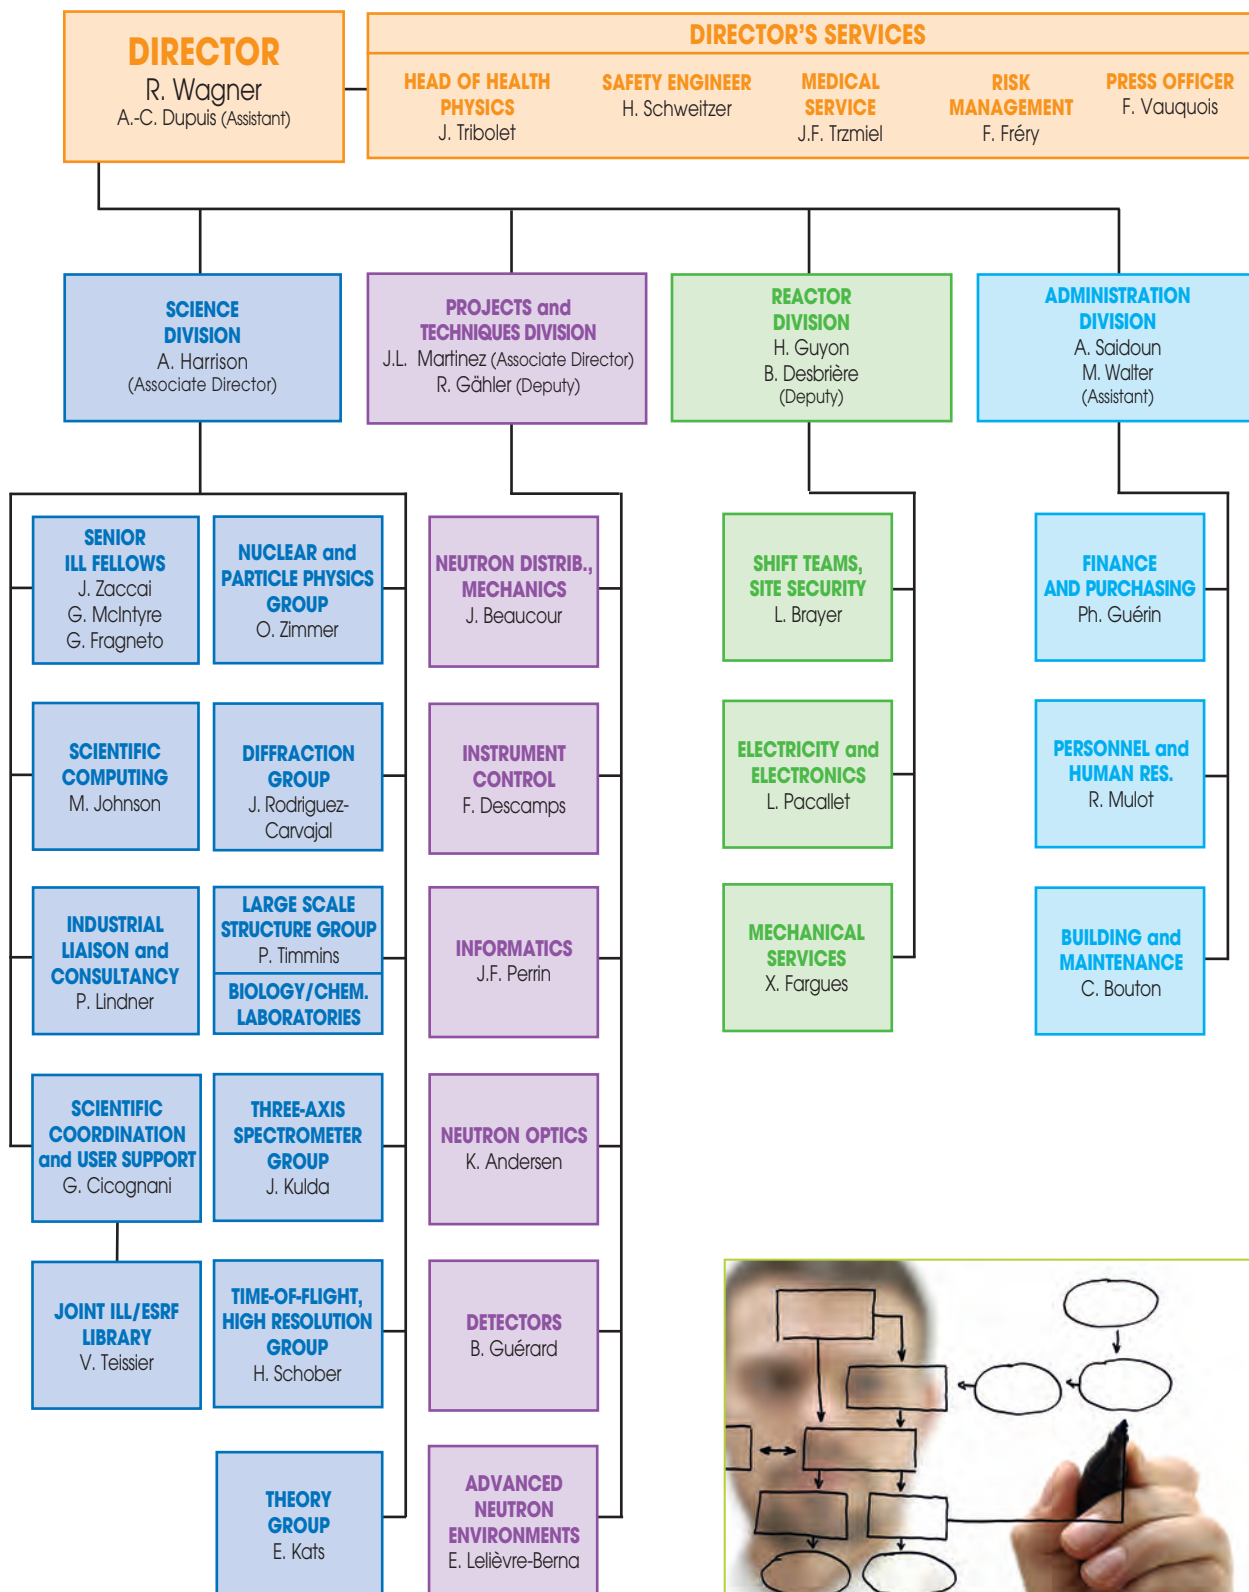 DIRECTOR
R. Wagner
A.-C. Dupuis (Assistant)
DIRECTOR'S SERVICES
HEAD OF HEALTH
PHYSICS
J. Tribolet
SAFETY ENGINEER
H. Schweitzer
MEDICAL
SERVICE
J.F. Trzmiel
RISK
MANAGEMENT
F. Fréry
PRESS OFFICER
F. Vauquois
SCIENCE
DIVISION
A. Harrison
(Associate Director)
PROJECTS and
TECHNIQUES DIVISION
J.L. Martinez (Associate Director)
R. Gähler (Deputy)
REACTOR
DIVISION
H. Guyon
B. Desbrière
(Deputy)
ADMINISTRATION
DIVISION
A. Saidoun
M. Walter
(Assistant)
SENIOR
ILL FELLOWS
J. Zaccai
G. McIntyre
G. Fragneto
SCIENTIFIC
COMPUTING
M. Johnson
INDUSTRIAL
LIAISON and
CONSULTANCY
P. Lindner
SCIENTIFIC
COORDINATION
and USER SUPPORT
G. Cicognani
JOINT ILL/ESRF
LIBRARY
V. Teissier
NUCLEAR and
PARTICLE PHYSICS
GROUP
O. Zimmer
DIFFRACTION
GROUP
J. Rodriguez-
Carvajal
LARGE SCALE
STRUCTURE GROUP
P. Timmins
BIOLOGY/CHEM.
LABORATORIES
THREE-AXIS
SPECTROMETER
GROUP
J. Kulda
TIME-OF-FLIGHT,
HIGH RESOLUTION
GROUP
H. Schober
THEORY
GROUP
E. Kats
NEUTRON DISTRIB.,
MECHANICS
J. Beaucour
INSTRUMENT
CONTROL
F. Descamps
INFORMATICS
J.F. Perrin
NEUTRON OPTICS
K. Andersen
DETECTORS
B. Guérard
ADVANCED
NEUTRON
ENVIRONMENTS
E. Lelièvre-Berna
SHIFT TEAMS,
SITE SECURITY
L. Brayer
ELECTRICITY and
ELECTRONICS
L. Pacallet
MECHANICAL
SERVICES
X. Fargues
FINANCE
AND PURCHASING
Ph. Guérin
PERSONNEL and
HUMAN RES.
R. Mulot
BUILDING and
MAINTENANCE
C. Bouton